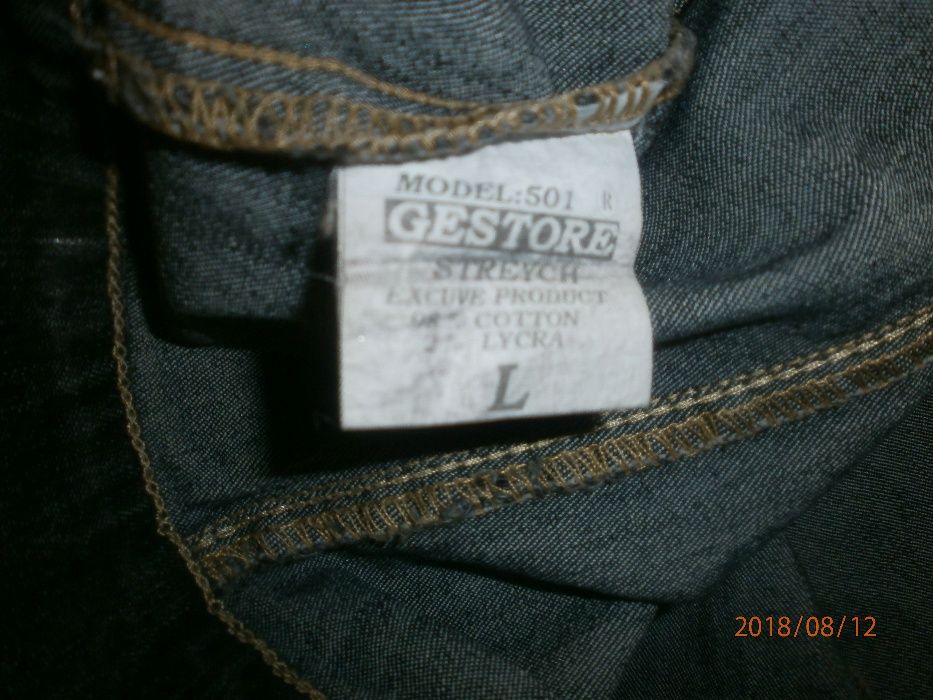 MODEL:501 R
GESTORE
STREYCH
EXCUVE PRODUCT
COTTON
LYCRA
L
2018/08/12